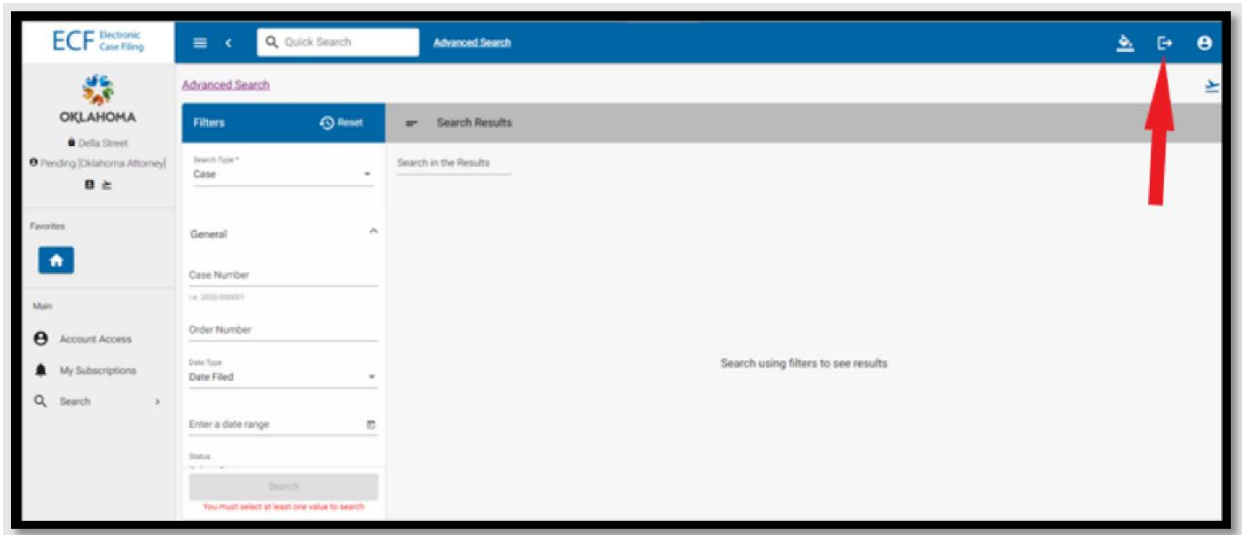 ECF Electronic
Case Filing
Quick Search
Advanced Search
Advanced Search
OKLAHOMA
Della Street
Pending [Oklahoma Attorney]
Favorites
Main
Account Access
My Subscriptions
Search
Filters
Reset
Search Type *
Case
General
Case Number
Order Number
Date Type
Date Filed
Enter a date range
Status
Search
You must select at least one value to search
Search Results
Search in the Results
Search using filters to see results